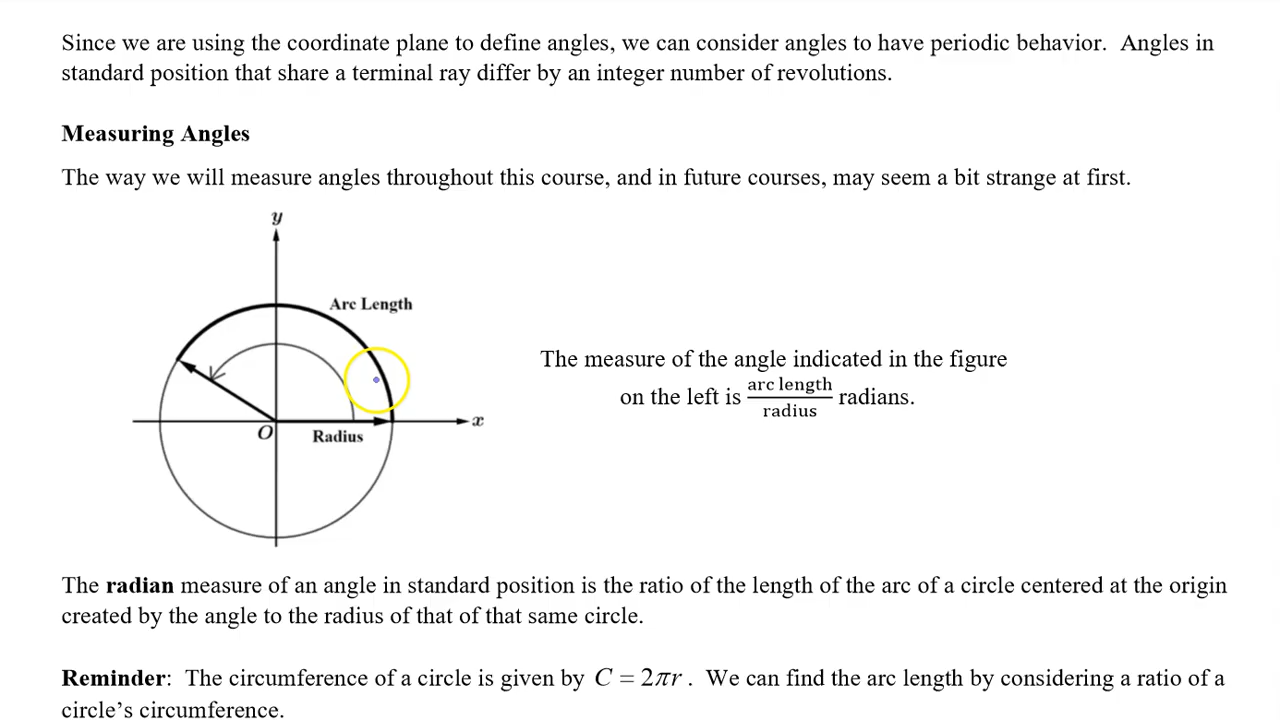 Since we are using the coordinate plane to define angles, we can consider angles to have periodic behavior.  Angles in
standard position that share a terminal ray differ by an integer number of revolutions.
Measuring Angles
The way we will measure angles throughout this course, and in future courses, may seem a bit strange at first.
y
Arc Length
x
O
Radius
The measure of the angle indicated in the figure
on the left is arc length/radius radians.
The radian measure of an angle in standard position is the ratio of the length of the arc of a circle centered at the origin
created by the angle to the radius of that of that same circle.
Reminder:  The circumference of a circle is given by C = 2πr .  We can find the arc length by considering a ratio of a
circle’s circumference.